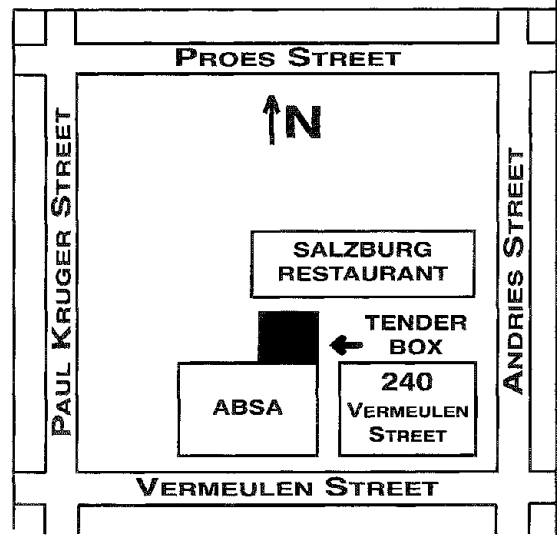 PROES STREET
N
PAUL KRUGER STREET
ANDRIES STREET
SALZBURG
RESTAURANT
TENDER
BOX
ABSA
240
VERMEULEN
STREET
VERMEULEN STREET